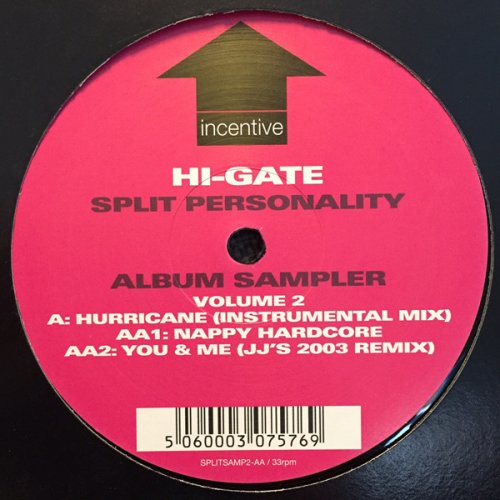 incentive
HI-GATE
SPLIT PERSONALITY
ALBUM SAMPLER
VOLUME 2
A: HURRICANE (INSTRUMENTAL MIX)
AA1: NAPPY HARDCORE
AA2: YOU & ME (JJ'S 2003 REMIX)
5 060003 075769
SPLITSAMP2-AA / 33rpm